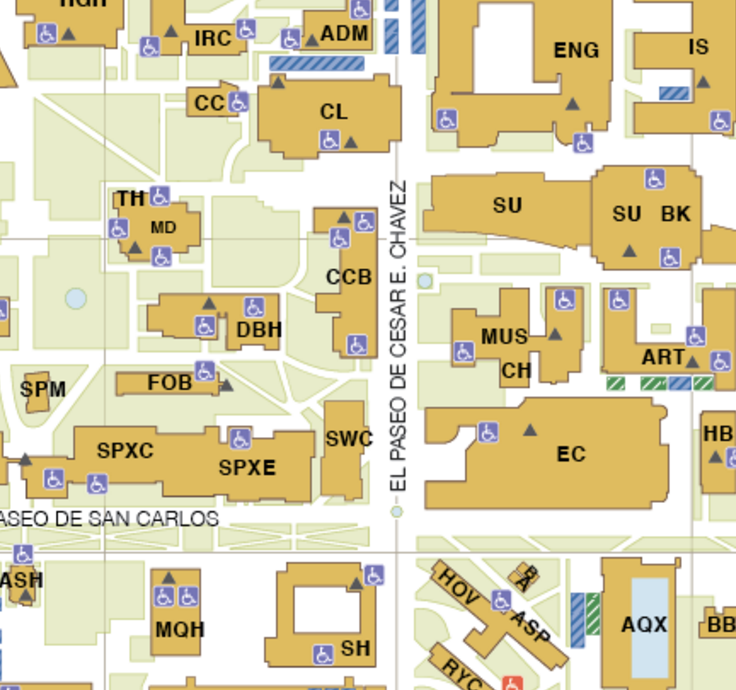 HGH
IRC
ADM
ENG
IS
CC
CL
TH
MD
SU
SU BK
CCB
EL PASEO DE CESAR E. CHAVEZ
DBH
MUS
CH
ART
SPM
FOB
SPXC
SPXE
SWC
EC
HB
ASEO DE SAN CARLOS
ASH
MQH
SH
HOV
BA
ASP
AQX
BB
RYC